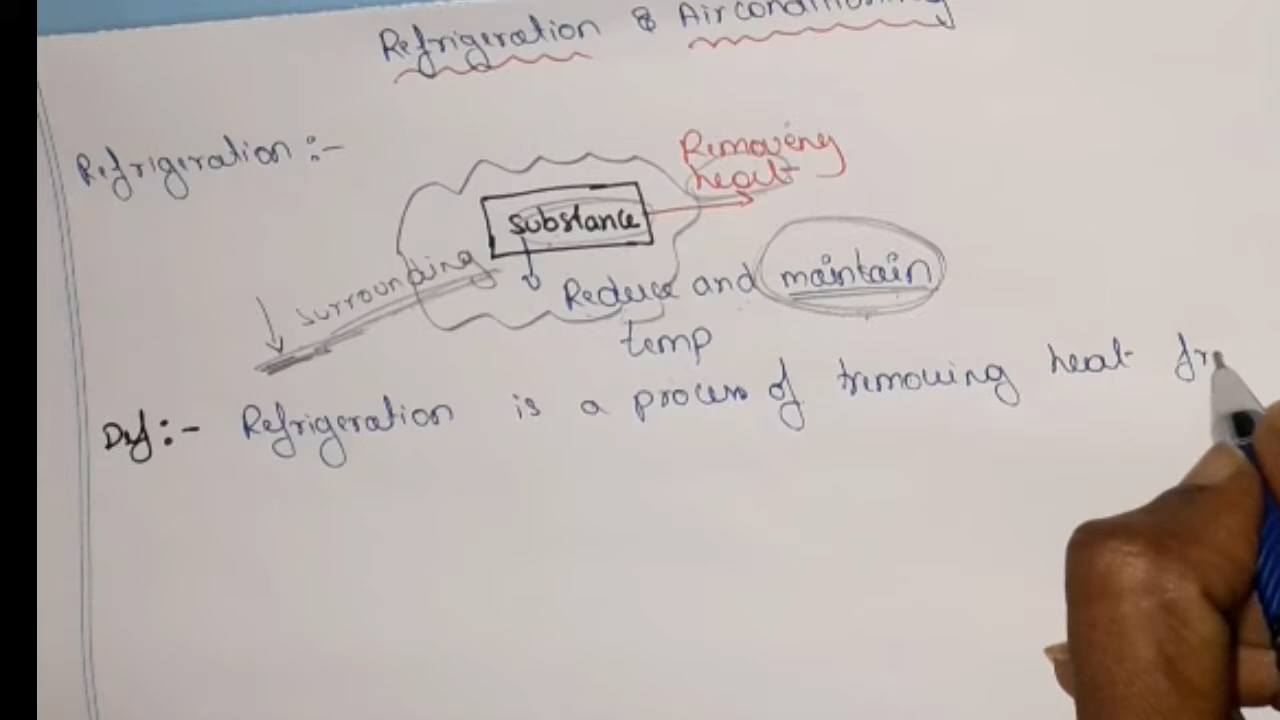 Refrigeration & Airconditioning
Refrigeration :-
Removing
heat
substance
surrounding
Reduce and maintain
temp
Def:- Refrigeration is a process of removing heat fr